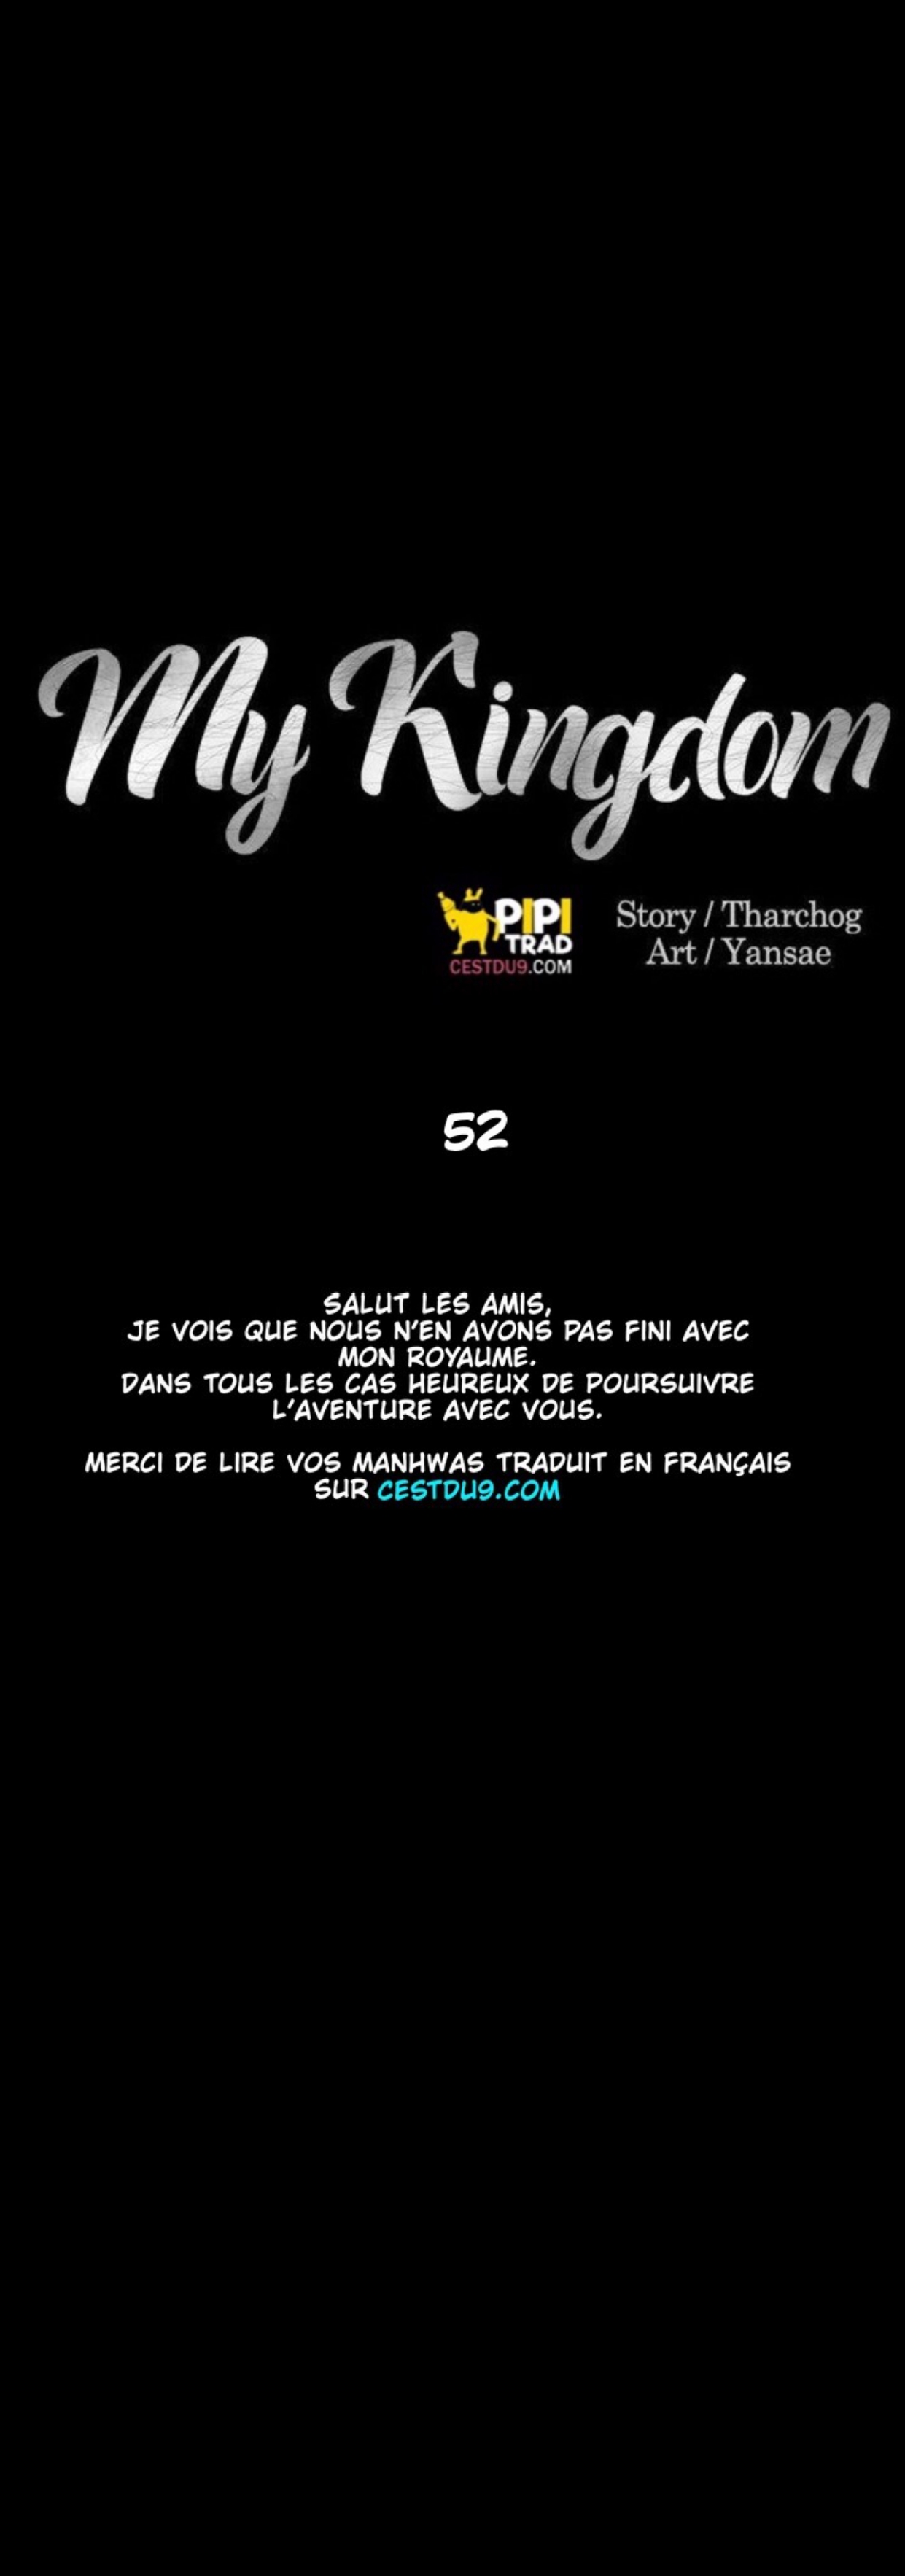 My Kingdom
PIPI
TRAD
CESTDU9.COM
Story / Tharchog
Art / Yansae
52
SALUT LES AMIS,
JE VOIS QUE NOUS N'EN AVONS PAS FINI AVEC
MON ROYAUME.
DANS TOUS LES CAS HEUREUX DE POURSUIVRE
L'AVENTURE AVEC VOUS.
MERCI DE LIRE VOS MANHWAS TRADUIT EN FRANÇAIS
SUR CESTDU9.COM